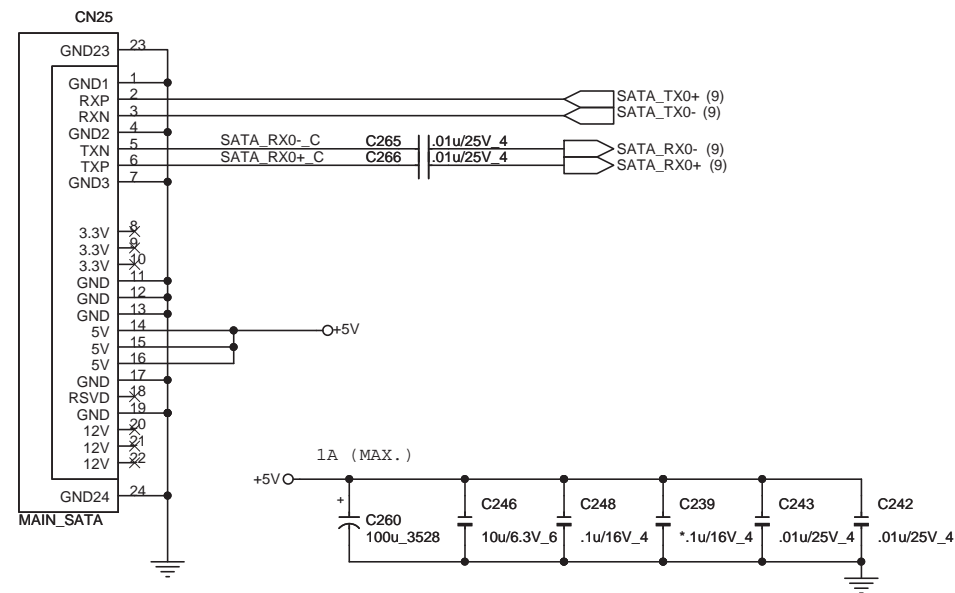 CN25
GND23 23
GND1 1
RXP 2
RXN 3
GND2 4
TXN 5
TXP 6
GND3 7
SATA_TX0+ (9)
SATA_TX0- (9)
SATA_RX0-_C C265 .01u/25V_4 SATA_RX0- (9)
SATA_RX0+_C C266 .01u/25V_4 SATA_RX0+ (9)
3.3V 8
3.3V 9
3.3V 10
GND 11
GND 12
GND 13
5V 14 +5V
5V 15
5V 16
GND 17
RSVD 18
GND 19
12V 20
12V 21
12V 22
GND24 24
MAIN_SATA
1A (MAX.)
+5V
+
C260
100u_3528
C246
10u/6.3V_6
C248
.1u/16V_4
C239
*.1u/16V_4
C243
.01u/25V_4
C242
.01u/25V_4